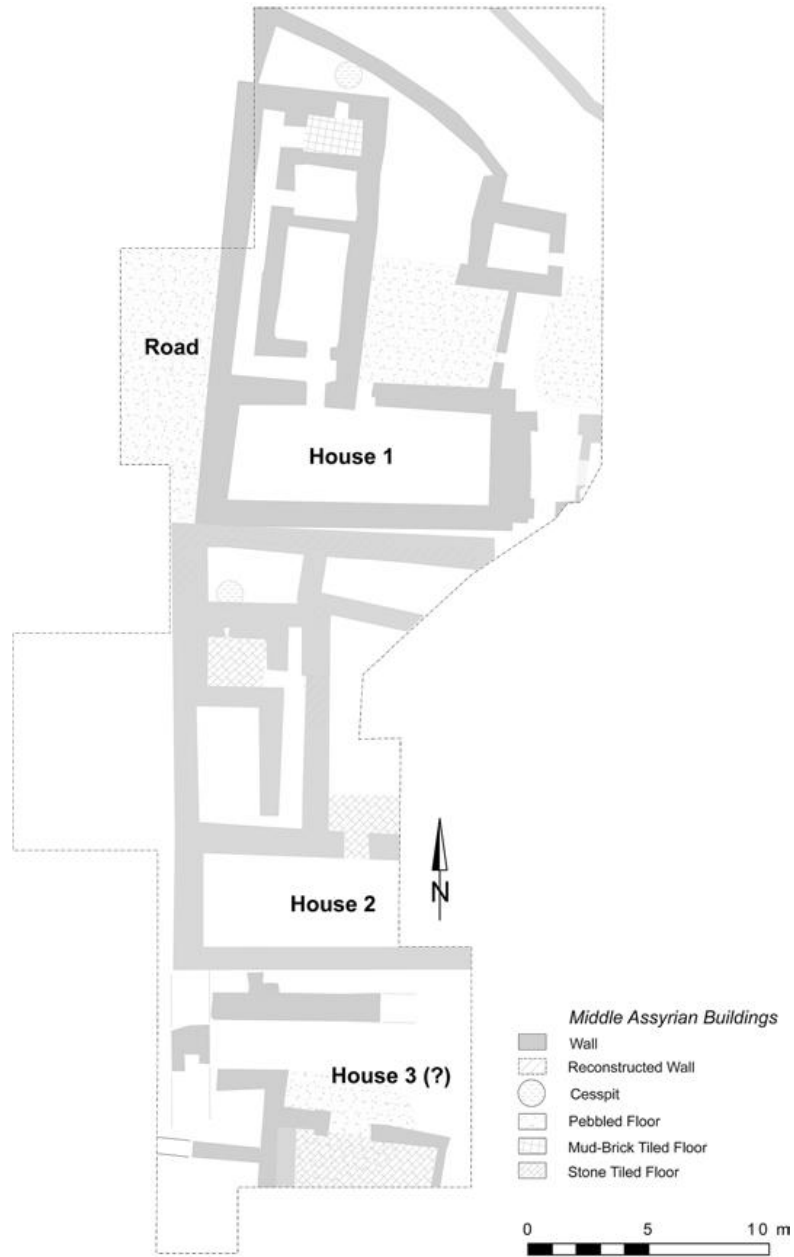 Road
House 1
House 2
N
House 3 (?)
Middle Assyrian Buildings
Wall
Reconstructed Wall
Cesspit
Pebbled Floor
Mud-Brick Tiled Floor
Stone Tiled Floor
0 5 10 m